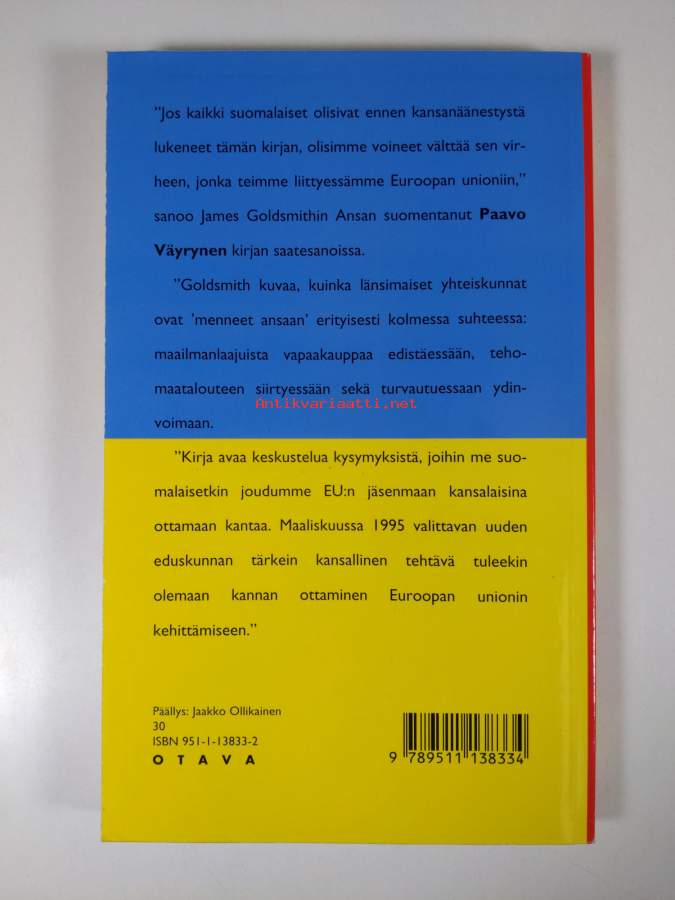 ”Jos kaikki suomalaiset olisivat ennen kansanäänestystä
lukeneet tämän kirjan, olisimme voineet välttää sen vir-
heen, jonka teimme liittyessämme Euroopan unioniin,”
sanoo James Goldsmithin Ansan suomentanut Paavo
Väyrynen kirjan saatesanoissa.
”Goldsmith kuvaa, kuinka länsimaiset yhteiskunnat
ovat ’menneet ansaan’ erityisesti kolmessa suhteessa:
maailmanlaajuista vapaakauppaa edistäessään, teho-
maatalouteen siirtyessään sekä turvautuessaan ydin-
Antikvariaatti.net
voimaan.
”Kirja avaa keskustelua kysymyksistä, joihin me suo-
malaisetkin joudumme EU:n jäsenmaan kansalaisina
ottamaan kantaa. Maaliskuussa 1995 valittavan uuden
eduskunnan tärkein kansallinen tehtävä tuleekin
olemaan kannan ottaminen Euroopan unionin
kehittämiseen.”
Päällys: Jaakko Ollikainen
30
ISBN 951-1-13833-2
OTAVA
9 789511 138334